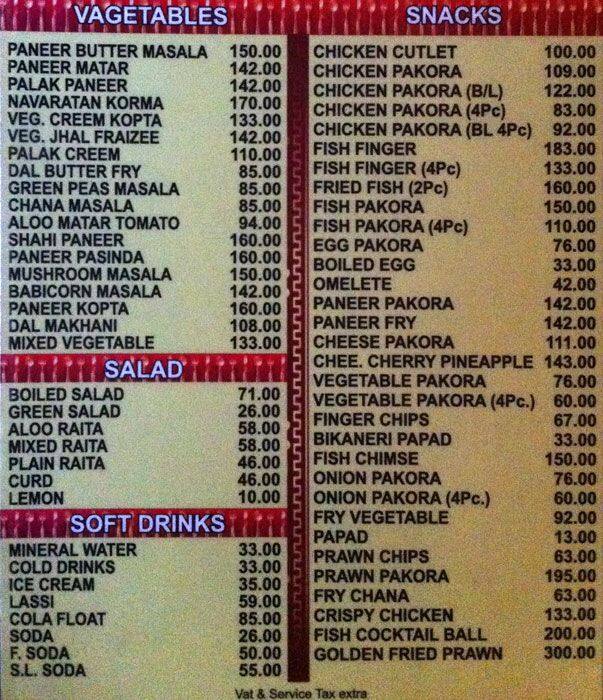 VAGETABLES
PANEER BUTTER MASALA 150.00
PANEER MATAR 142.00
PALAK PANEER 142.00
NAVARATAN KORMA 170.00
VEG. CREEM KOPTA 133.00
VEG. JHAL FRAIZEE 142.00
PALAK CREEM 110.00
DAL BUTTER FRY 85.00
GREEN PEAS MASALA 85.00
CHANA MASALA 85.00
ALOO MATAR TOMATO 94.00
SHAHI PANEER 160.00
PANEER PASINDA 160.00
MUSHROOM MASALA 150.00
BABICORN MASALA 142.00
PANEER KOPTA 160.00
DAL MAKHANI 108.00
MIXED VEGETABLE 133.00
SALAD
BOILED SALAD 71.00
GREEN SALAD 26.00
ALOO RAITA 58.00
MIXED RAITA 58.00
PLAIN RAITA 46.00
CURD 46.00
LEMON 10.00
SOFT DRINKS
MINERAL WATER 33.00
COLD DRINKS 33.00
ICE CREAM 35.00
LASSI 59.00
COLA FLOAT 85.00
SODA 26.00
F. SODA 50.00
S.L. SODA 55.00
SNACKS
CHICKEN CUTLET 100.00
CHICKEN PAKORA 109.00
CHICKEN PAKORA (B/L) 122.00
CHICKEN PAKORA (4Pc) 83.00
CHICKEN PAKORA (BL 4Pc) 92.00
FISH FINGER 183.00
FISH FINGER (4Pc) 133.00
FRIED FISH (2Pc) 160.00
FISH PAKORA 150.00
FISH PAKORA (4Pc) 110.00
EGG PAKORA 76.00
BOILED EGG 33.00
OMELETE 42.00
PANEER PAKORA 142.00
PANEER FRY 142.00
CHEESE PAKORA 111.00
CHEE. CHERRY PINEAPPLE 143.00
VEGETABLE PAKORA 76.00
VEGETABLE PAKORA (4Pc.) 60.00
FINGER CHIPS 67.00
BIKANERI PAPAD 33.00
FISH CHIMSE 150.00
ONION PAKORA 76.00
ONION PAKORA (4Pc.) 60.00
FRY VEGETABLE 92.00
PAPAD 13.00
PRAWN CHIPS 63.00
PRAWN PAKORA 195.00
FRY CHANA 63.00
CRISPY CHICKEN 133.00
FISH COCKTAIL BALL 200.00
GOLDEN FRIED PRAWN 300.00
Vat & Service Tax extra